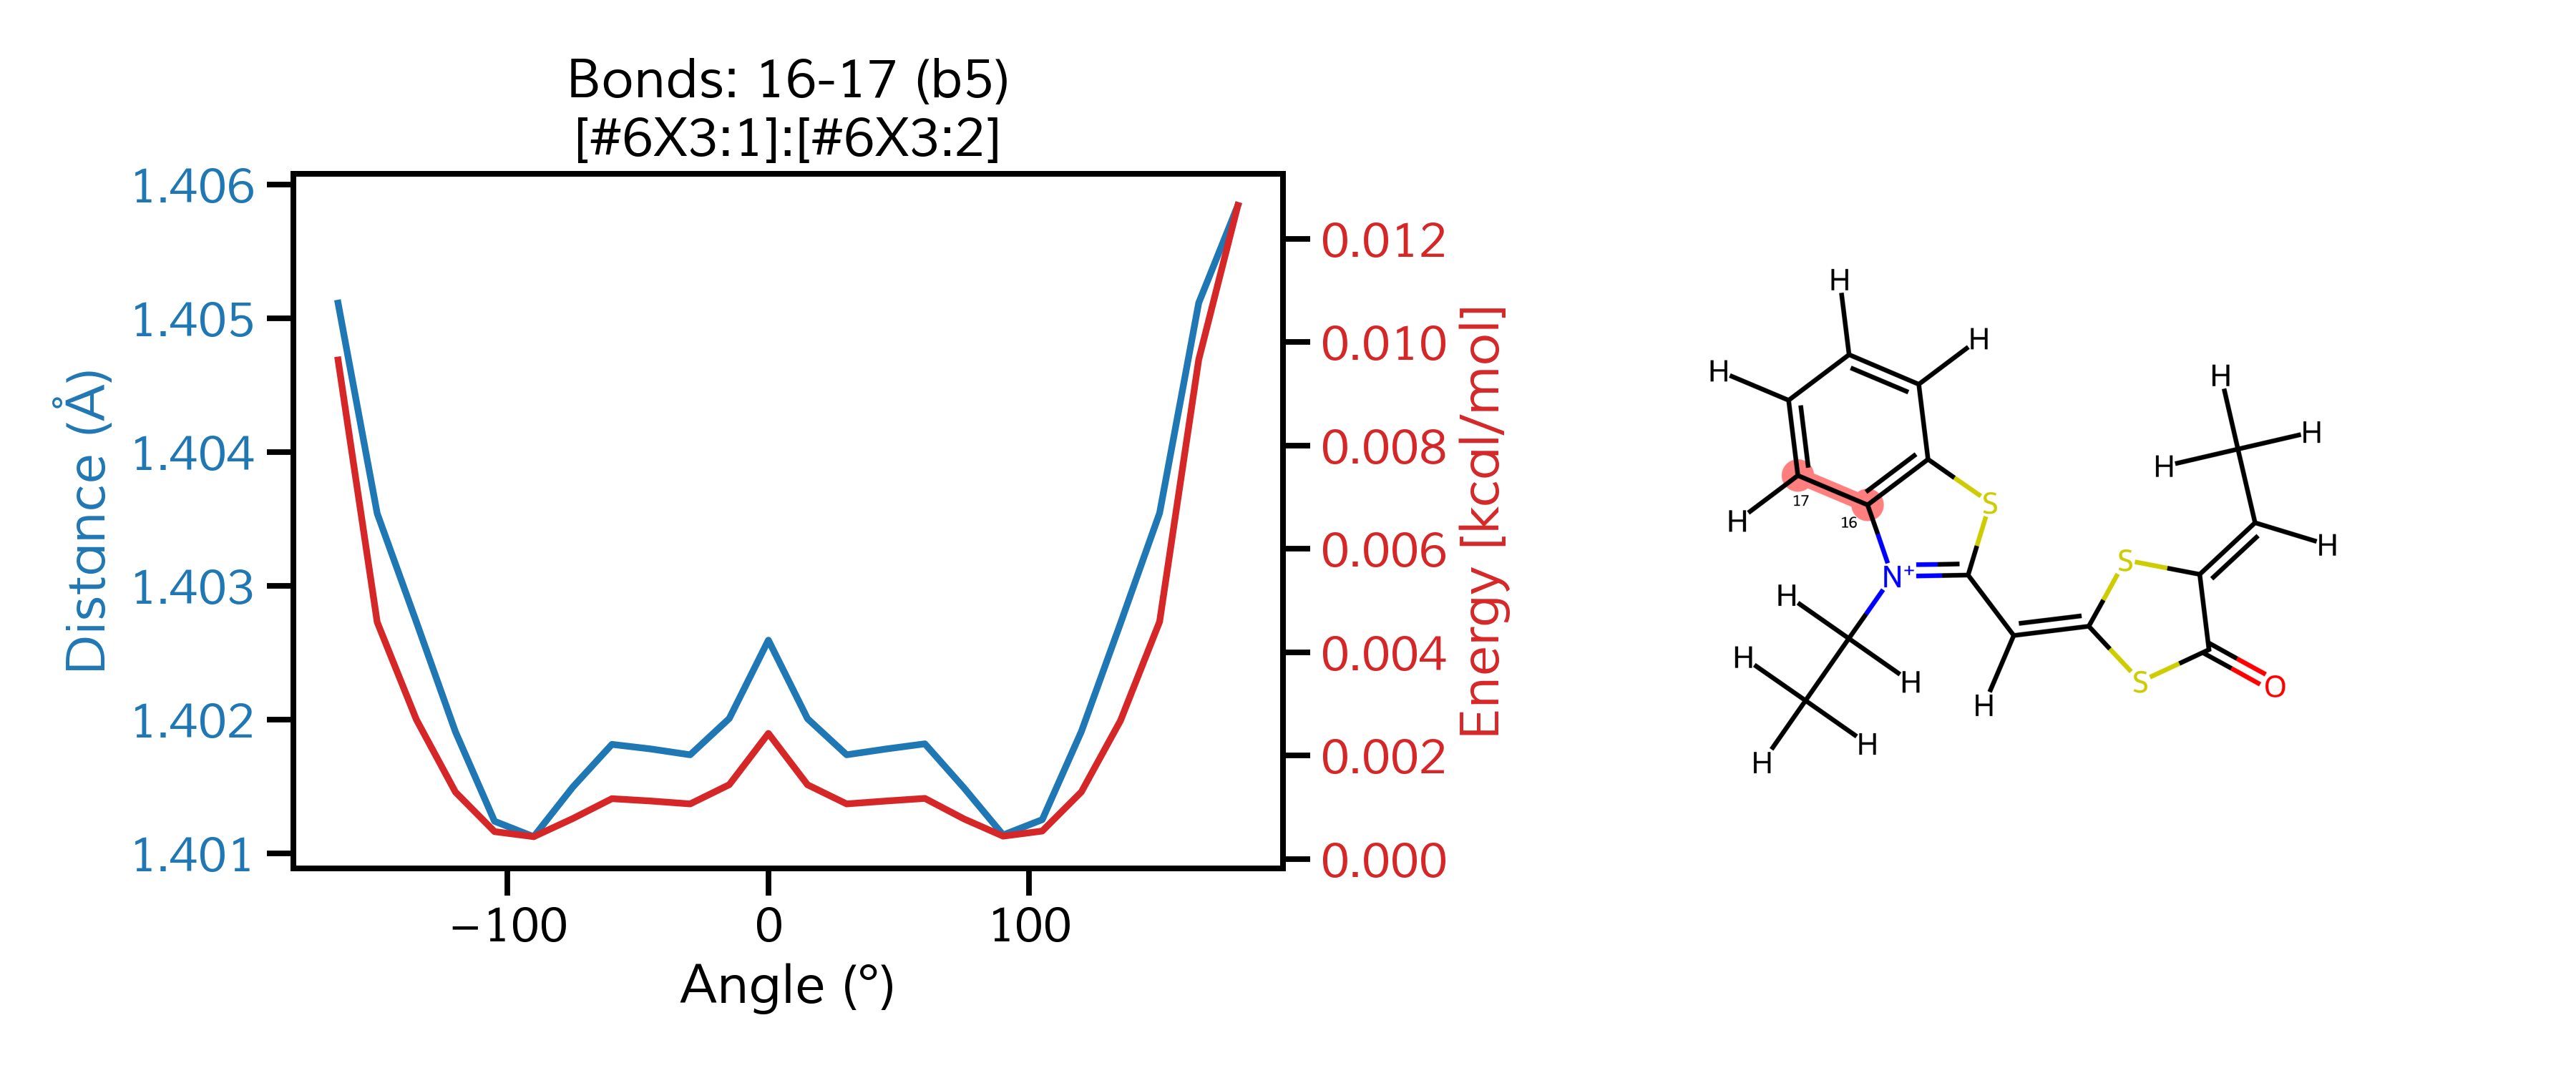 Bonds: 16-17 (b5)
[#6X3:1]:[#6X3:2]
1.406
1.405
1.404
1.403
1.402
1.401
Distance (Å)
0.012
0.010
0.008
0.006
0.004
0.002
0.000
Energy [kcal/mol]
−100
0
100
Angle (°)
H
H
H
H
H
H
H
17
16
S
H
H
S
N⁺
H
H
H
S
O
H
H
H
H